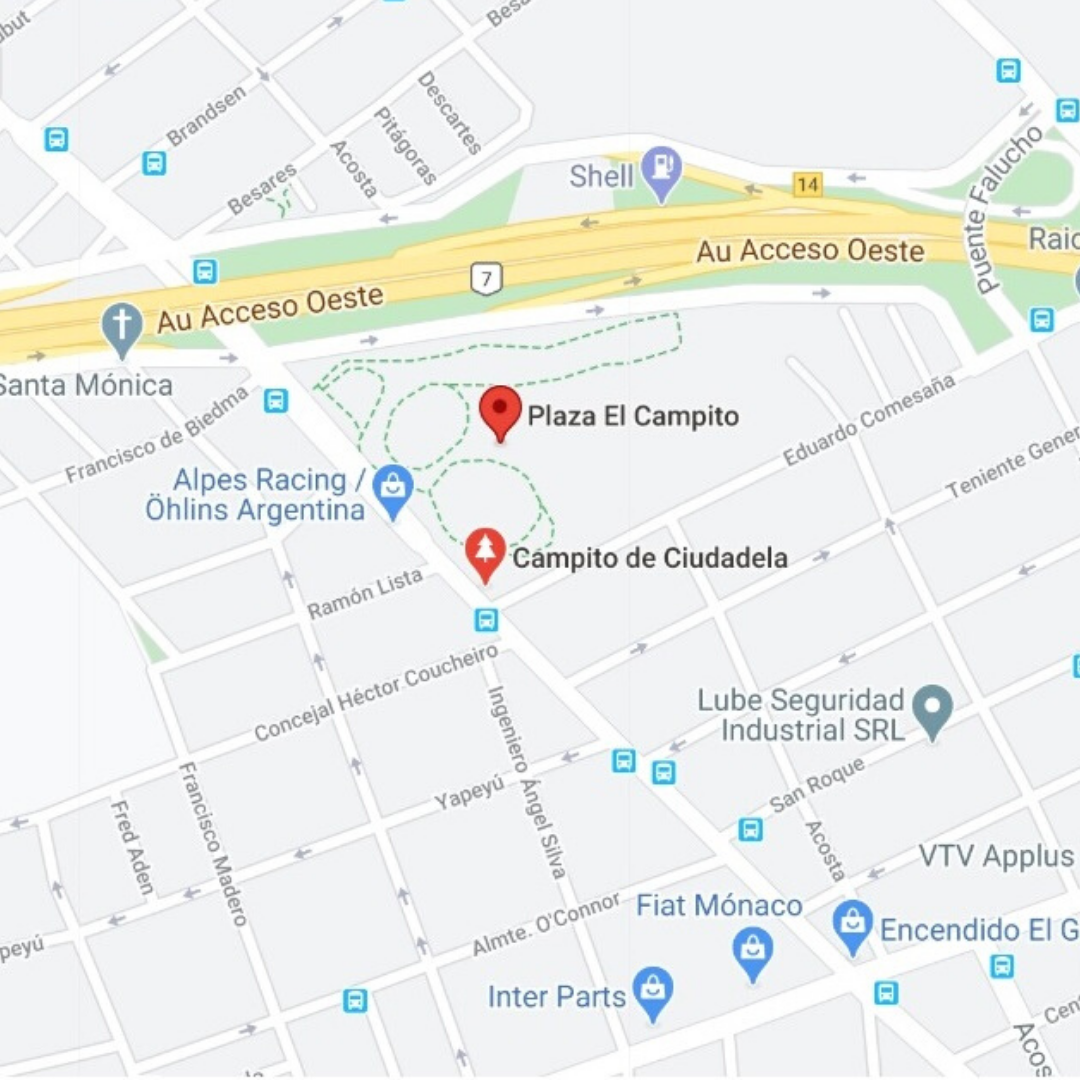 Besa
Descartes
Brandsen
Pitágoras
Acosta
Besares
Shell
14
Puente Falucho
Au Acceso Oeste
7
Au Acceso Oeste
Santa Mónica
Francisco de Biedma
Plaza El Campito
Eduardo Comesaña
Teniente Gener
Alpes Racing /
Öhlins Argentina
Campito de Ciudadela
Ramón Lista
Concejal Héctor Coucheiro
Ingeniero Ángel Silva
Lube Seguridad
Industrial SRL
Yapeyú
San Roque
Francisco Madero
Fred Aden
Acosta
VTV Applus
Fiat Mónaco
Encendido El G
Almte. O'Connor
peyú
Inter Parts
Cen
Acos